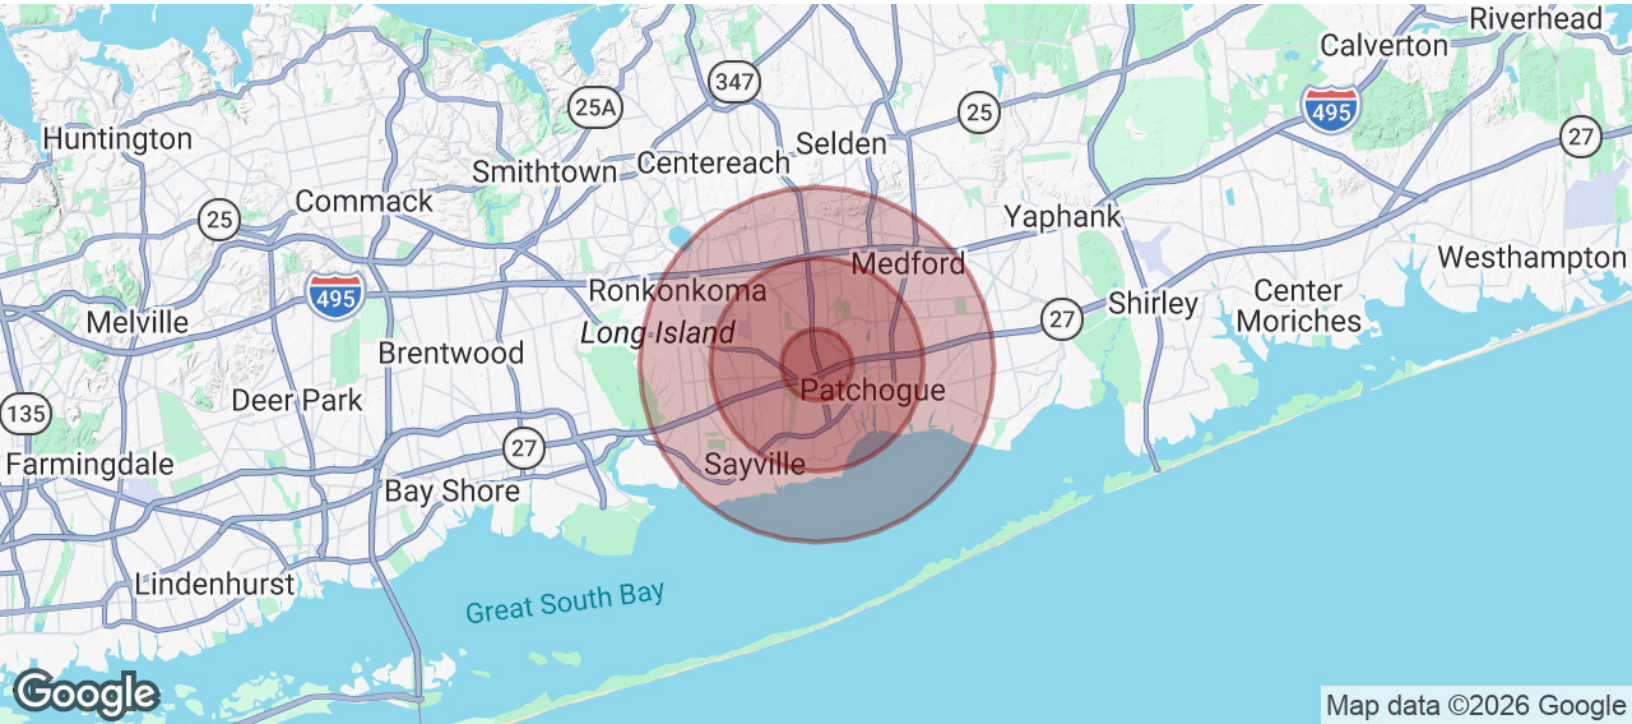 Riverhead
Calverton
347
495
25A
25
27
Huntington
Selden
Centereach
Smithtown
Commack
25
Yaphank
Westhampton
Medford
Ronkonkoma
495
Center
Moriches
Shirley
Melville
27
Long Island
Brentwood
Patchogue
Deer Park
135
27
Sayville
Farmingdale
Bay Shore
Lindenhurst
Great South Bay
Google
Map data ©2026 Google